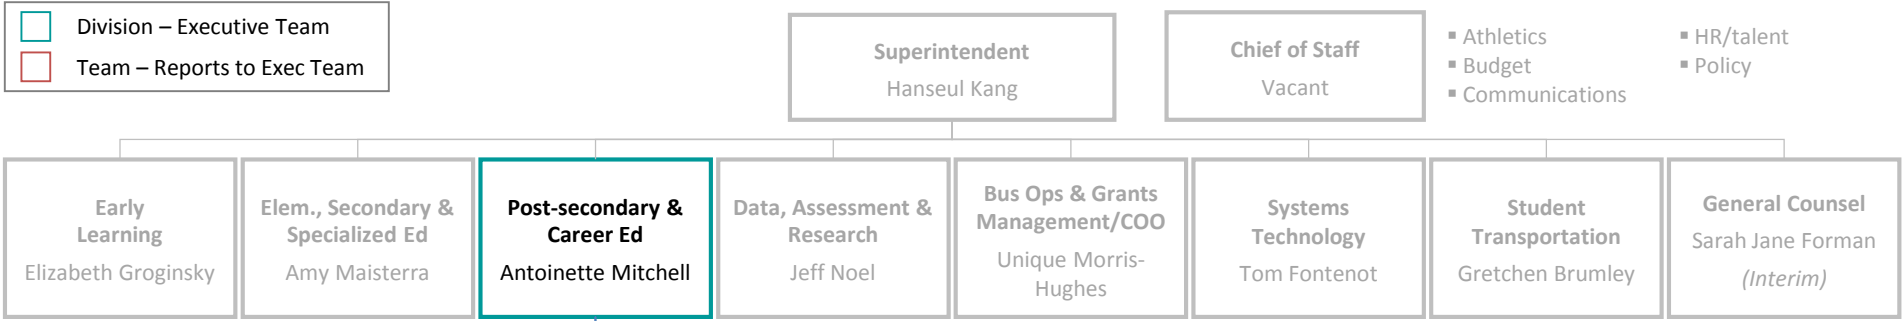 Division – Executive Team
Team – Reports to Exec Team
Superintendent
Hanseul Kang
Chief of Staff
Vacant
▪ Athletics
▪ Budget
▪ Communications
▪ HR/talent
▪ Policy
Early
Learning
Elizabeth Groginsky
Elem., Secondary &
Specialized Ed
Amy Maisterra
Post-secondary &
Career Ed
Antoinette Mitchell
Data, Assessment &
Research
Jeff Noel
Bus Ops & Grants
Management/COO
Unique Morris-
Hughes
Systems
Technology
Tom Fontenot
Student
Transportation
Gretchen Brumley
General Counsel
Sarah Jane Forman
(Interim)